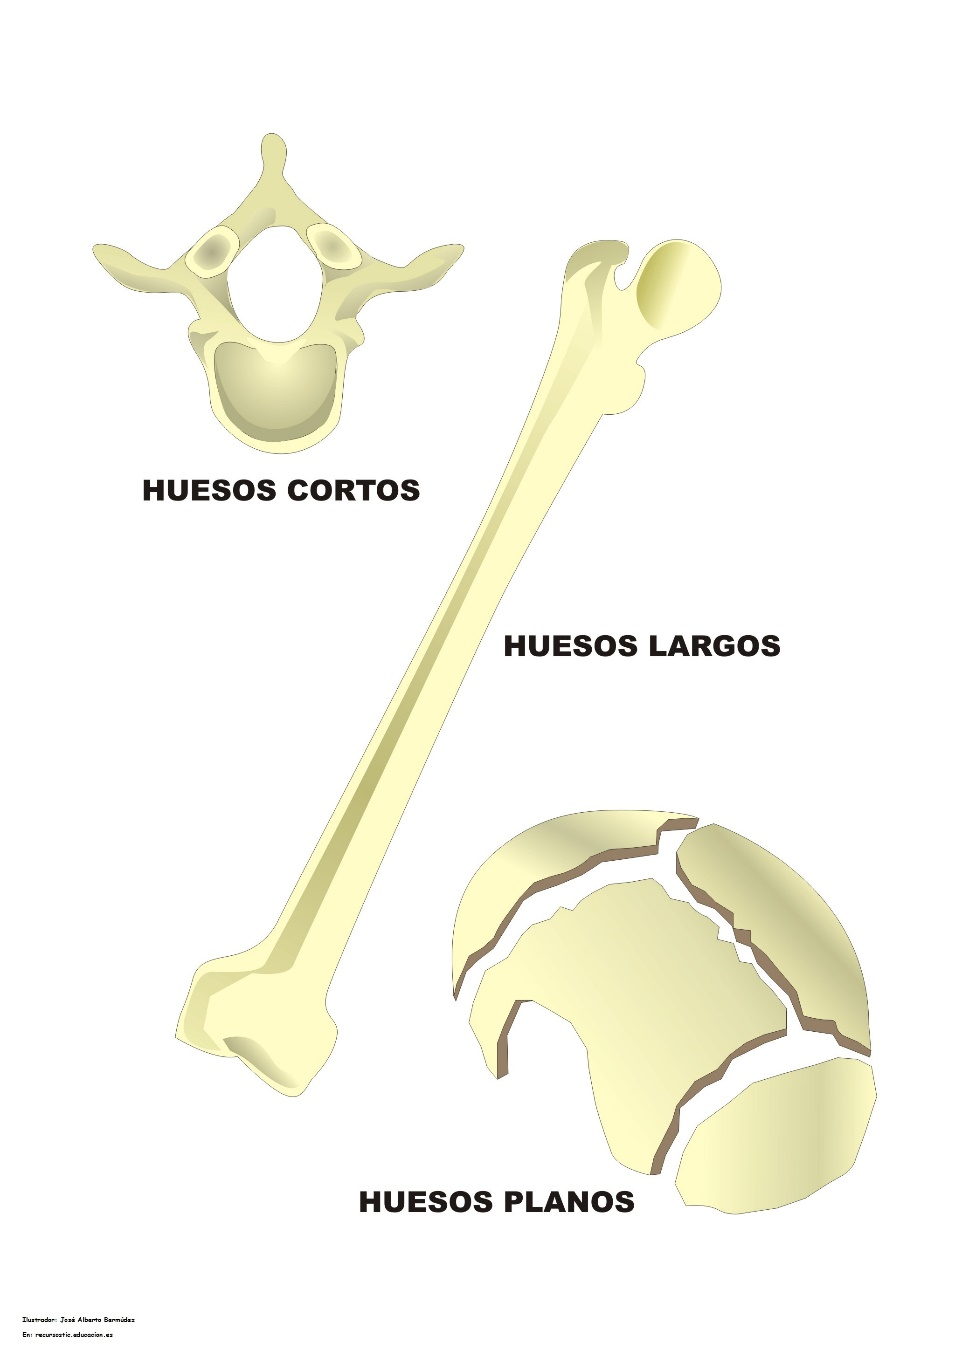 HUESOS CORTOS
HUESOS LARGOS
HUESOS PLANOS
Ilustrador: José Alberto Bermúdez
En: recursostic.educacion.es